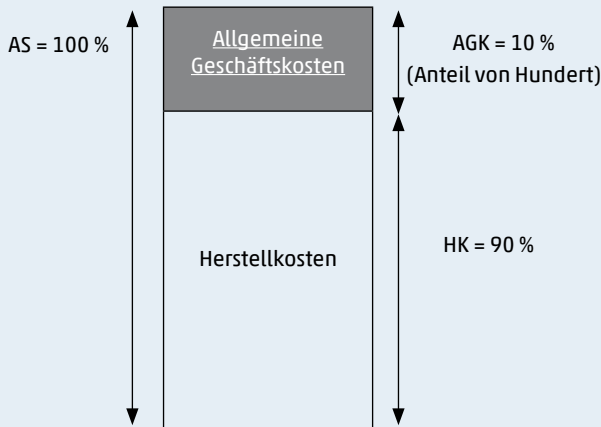 AS = 100 %
Allgemeine
Geschäftskosten
AGK = 10 %
(Anteil von Hundert)
Herstellkosten
HK = 90 %